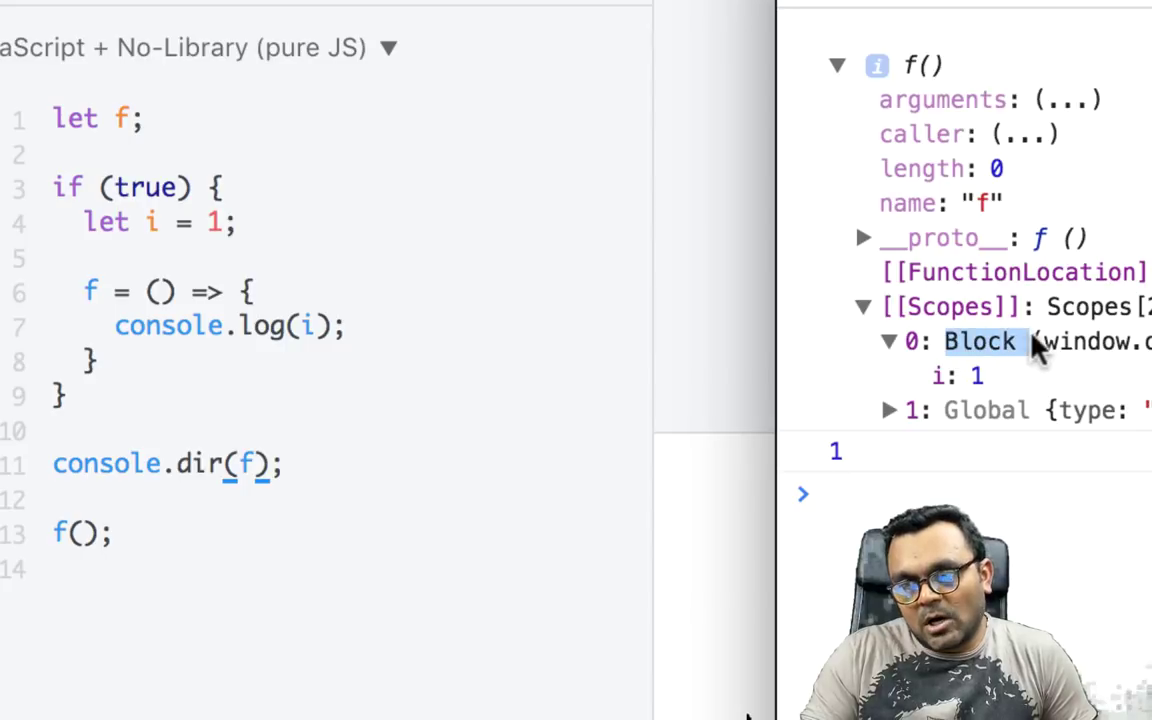 aScript + No-Library (pure JS) ▼
1 let f;
2
3 if (true) {
4 let i = 1;
5
6 f = () => {
7 console.log(i);
8 }
9 }
10
11 console.dir(f);
12
13 f();
14
▼ i f()
arguments: (...)
caller: (...)
length: 0
name: "f"
▶ __proto__: ƒ ()
[[FunctionLocation]
▼ [[Scopes]]: Scopes[2
▼ 0: Block (window.c
i: 1
▶ 1: Global {type: "
1
>